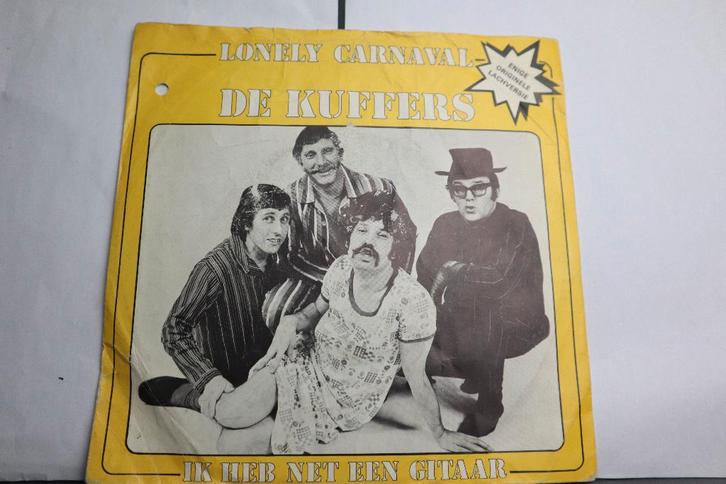 LONELY CARNAVAL
ENIGE
ORIGINELE
LACHVERSIE
DE KUFFERS
IK HEB NET EEN GITAAR